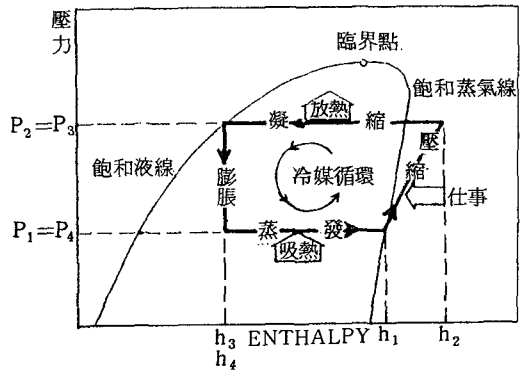 壓力
臨界點
飽和蒸氣線
放熱
凝 縮
P₂=P₃
壓縮
飽和液線
膨脹
冷媒循環
仕事
P₁=P₄
蒸 發
吸熱
h₃ ENTHALPY h₁ h₂
h₄